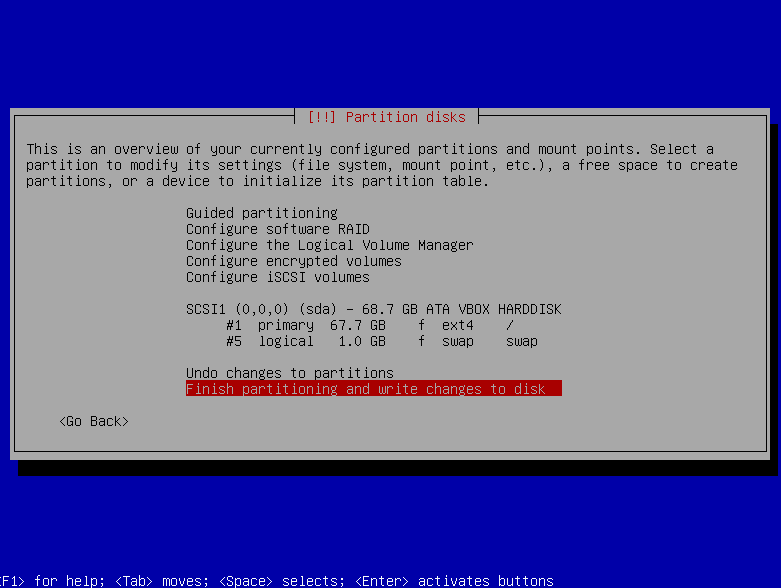 [!!] Partition disks
This is an overview of your currently configured partitions and mount points. Select a
partition to modify its settings (file system, mount point, etc.), a free space to create
partitions, or a device to initialize its partition table.
Guided partitioning
Configure software RAID
Configure the Logical Volume Manager
Configure encrypted volumes
Configure iSCSI volumes
SCSI1 (0,0,0) (sda) - 68.7 GB ATA VBOX HARDDISK
#1 primary 67.7 GB f ext4 /
#5 logical 1.0 GB f swap swap
Undo changes to partitions
Finish partitioning and write changes to disk
<Go Back>
F1> for help; <Tab> moves; <Space> selects; <Enter> activates buttons